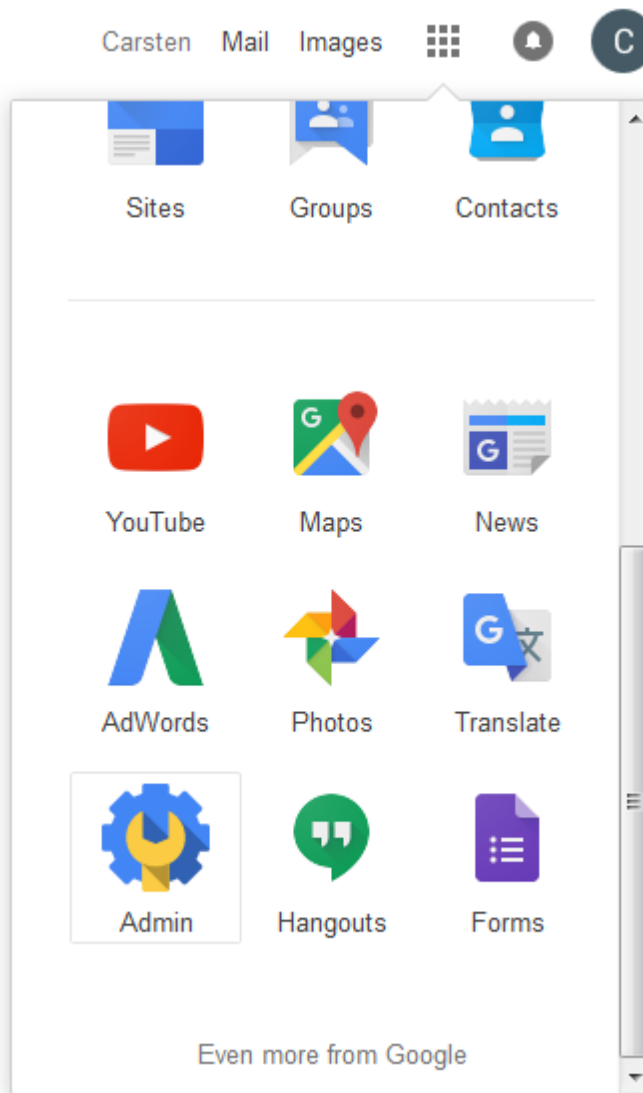 Carsten Mail Images C
Sites Groups Contacts
G G
YouTube Maps News
G 文
AdWords Photos Translate
Admin Hangouts Forms
Even more from Google